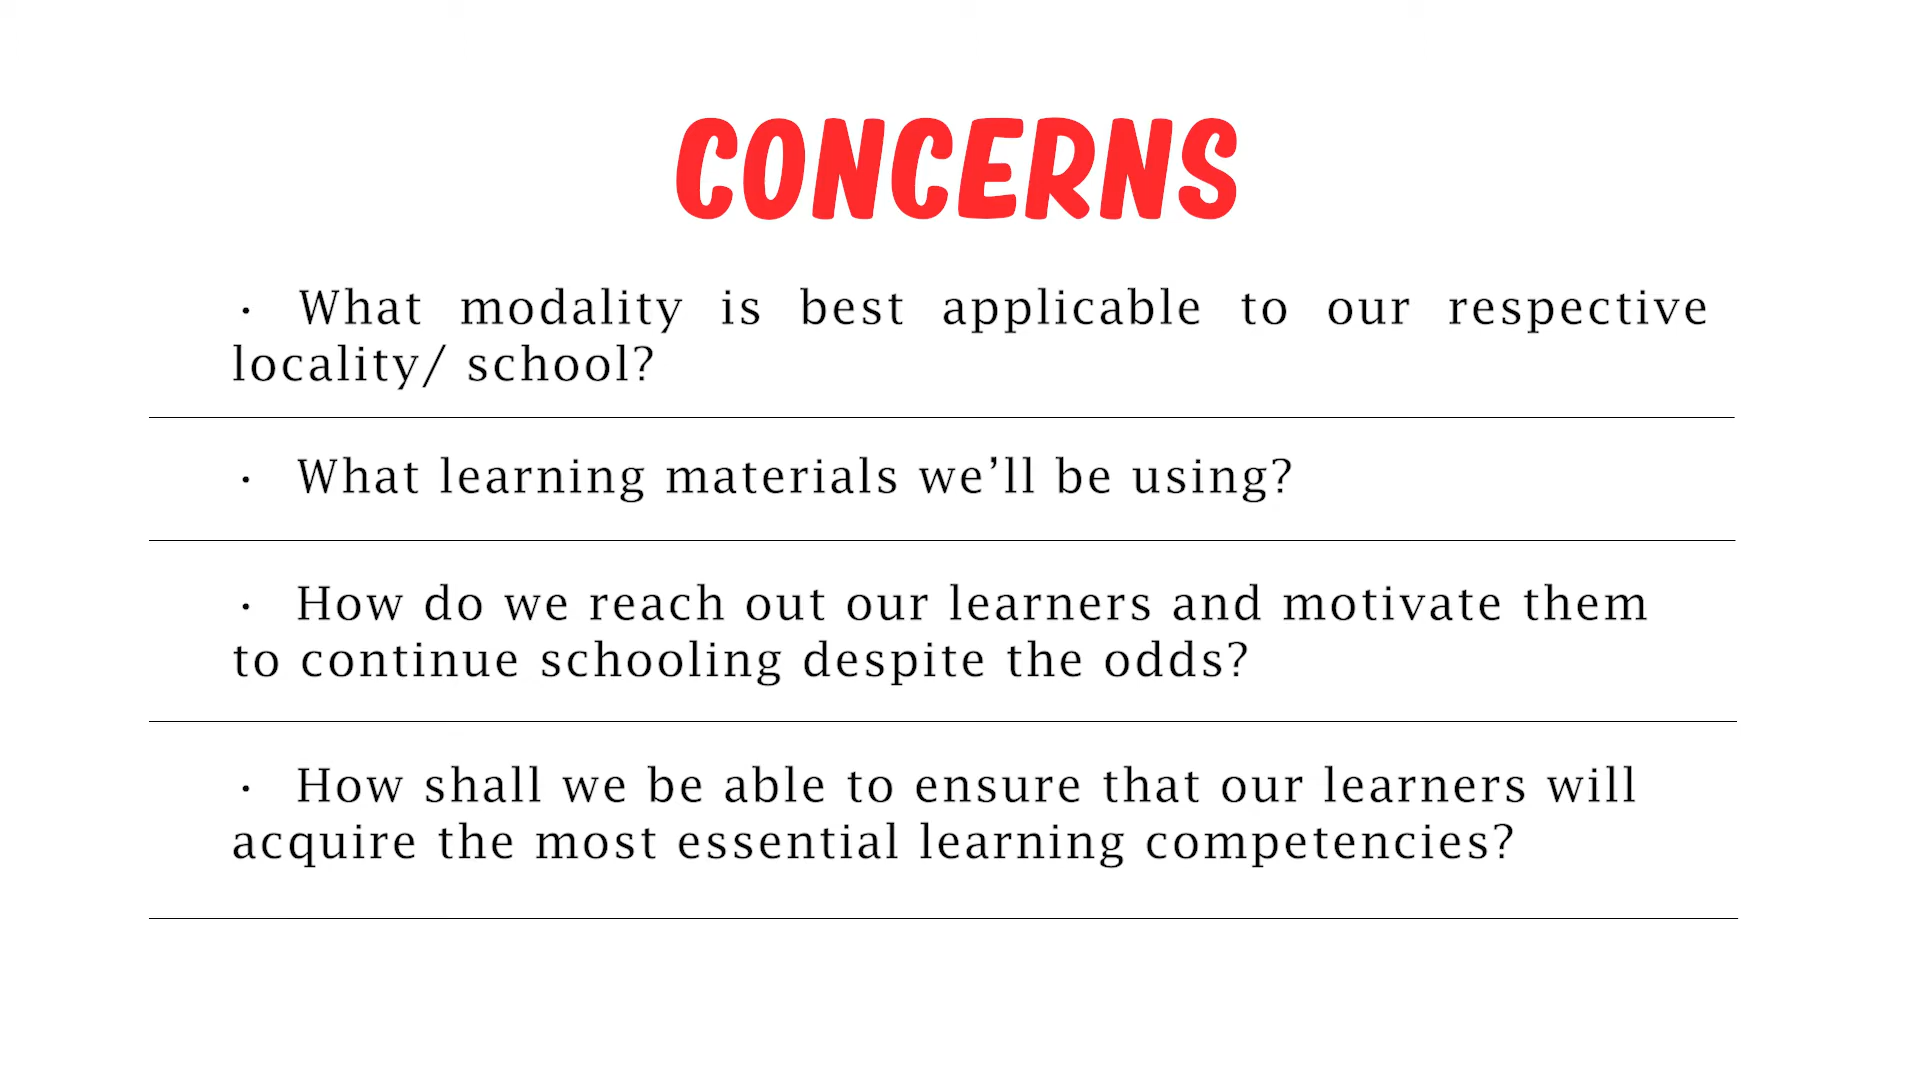 CONCERNS
· What modality is best applicable to our respective
locality/ school?
· What learning materials we’ll be using?
· How do we reach out our learners and motivate them
to continue schooling despite the odds?
· How shall we be able to ensure that our learners will
acquire the most essential learning competencies?